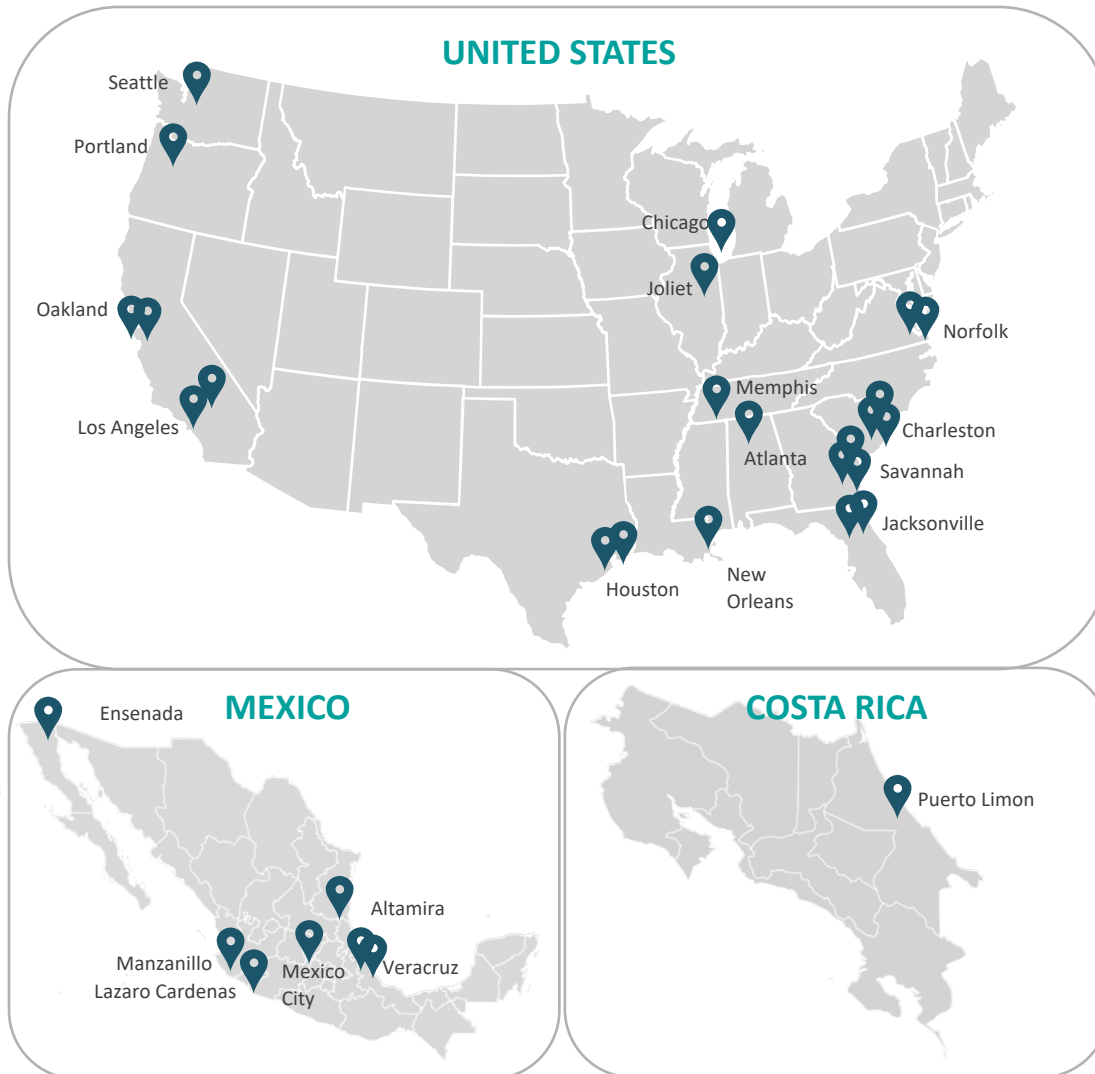 UNITED STATES
Seattle
Portland
Chicago
Joliet
Oakland
Norfolk
Memphis
Los Angeles
Charleston
Atlanta
Savannah
Jacksonville
New
Orleans
Houston
MEXICO
Ensenada
Altamira
Manzanillo
Lazaro Cardenas
Mexico
City
Veracruz
COSTA RICA
Puerto Limon